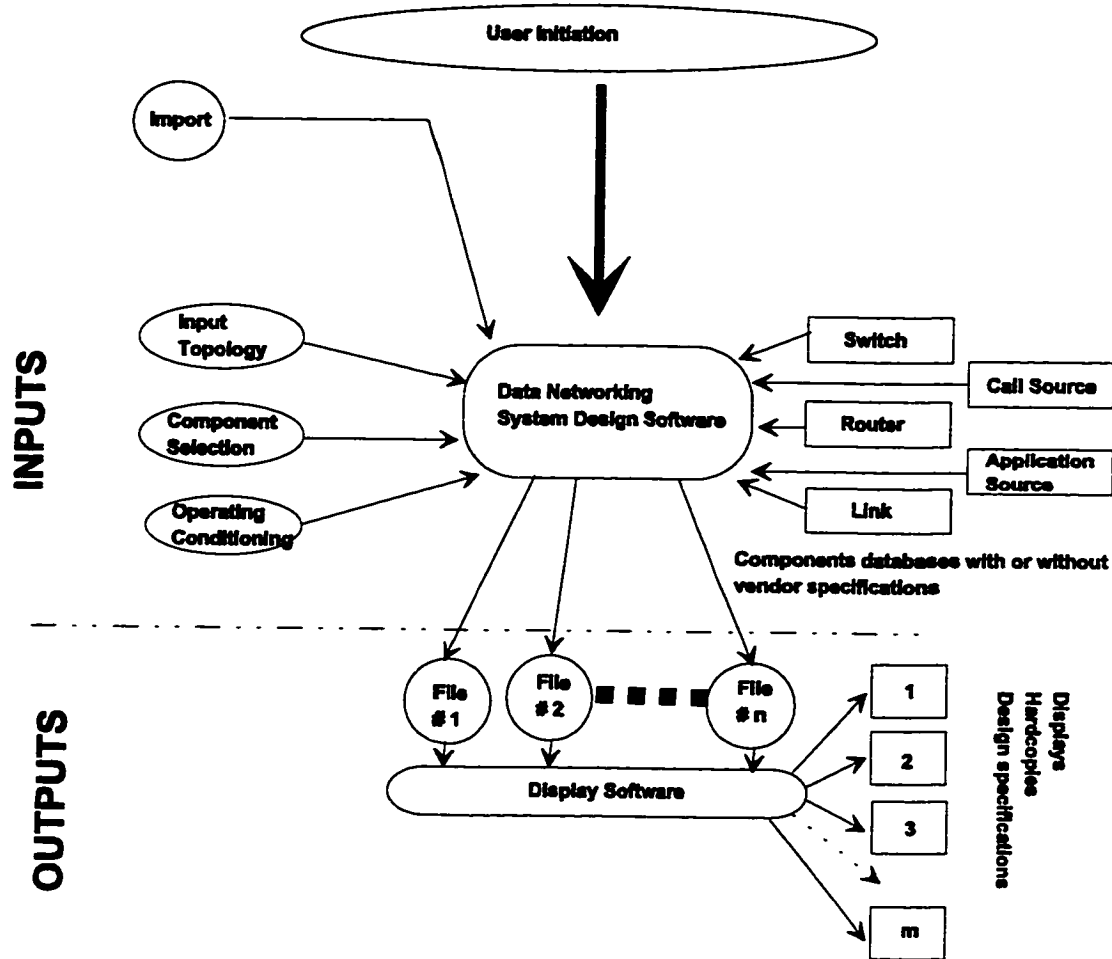 User Initiation
Import
INPUTS
Input
Topology
Component
Selection
Operating
Conditioning
Data Networking
System Design Software
Switch
Call Source
Router
Application
Source
Link
Components databases with or without
vendor specifications
OUTPUTS
File
# 1
File
# 2
File
# n
Display Software
1
2
3
m
Displays
Hardcopies
Design specifications